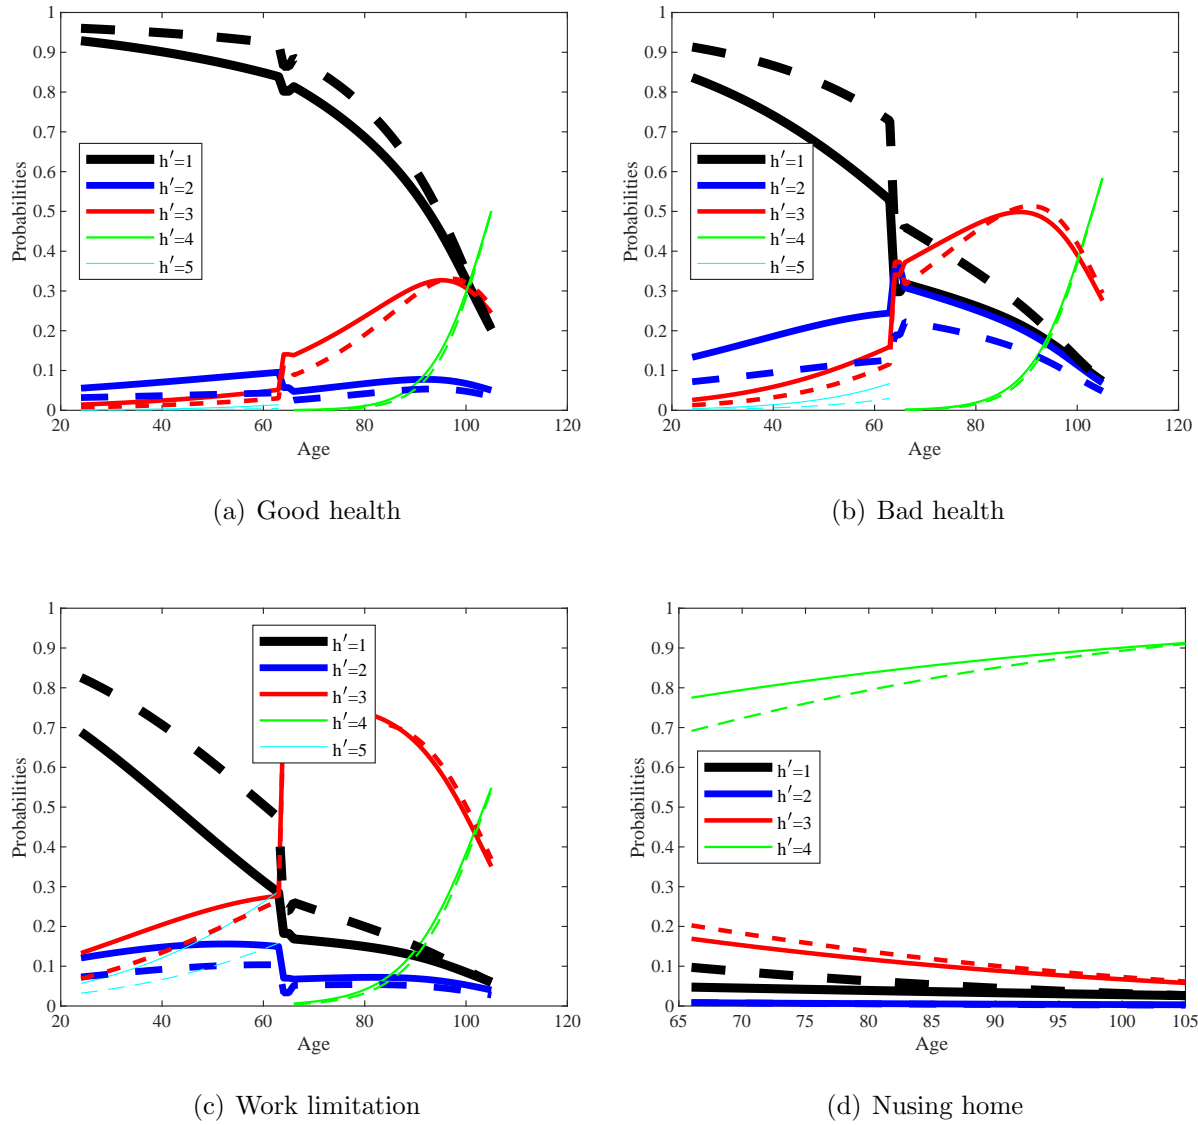 1
0.9
0.8
0.7
0.6
0.5
0.4
0.3
0.2
0.1
0
Probabilities
h′=1
h′=2
h′=3
h′=4
h′=5
20 40 60 80 100 120
Age
(a) Good health
1
0.9
0.8
0.7
0.6
0.5
0.4
0.3
0.2
0.1
0
Probabilities
h′=1
h′=2
h′=3
h′=4
h′=5
20 40 60 80 100 120
Age
(b) Bad health
1
0.9
0.8
0.7
0.6
0.5
0.4
0.3
0.2
0.1
0
Probabilities
h′=1
h′=2
h′=3
h′=4
h′=5
20 40 60 80 100 120
Age
(c) Work limitation
1
0.9
0.8
0.7
0.6
0.5
0.4
0.3
0.2
0.1
0
Probabilities
h′=1
h′=2
h′=3
h′=4
65 70 75 80 85 90 95 100 105
Age
(d) Nusing home